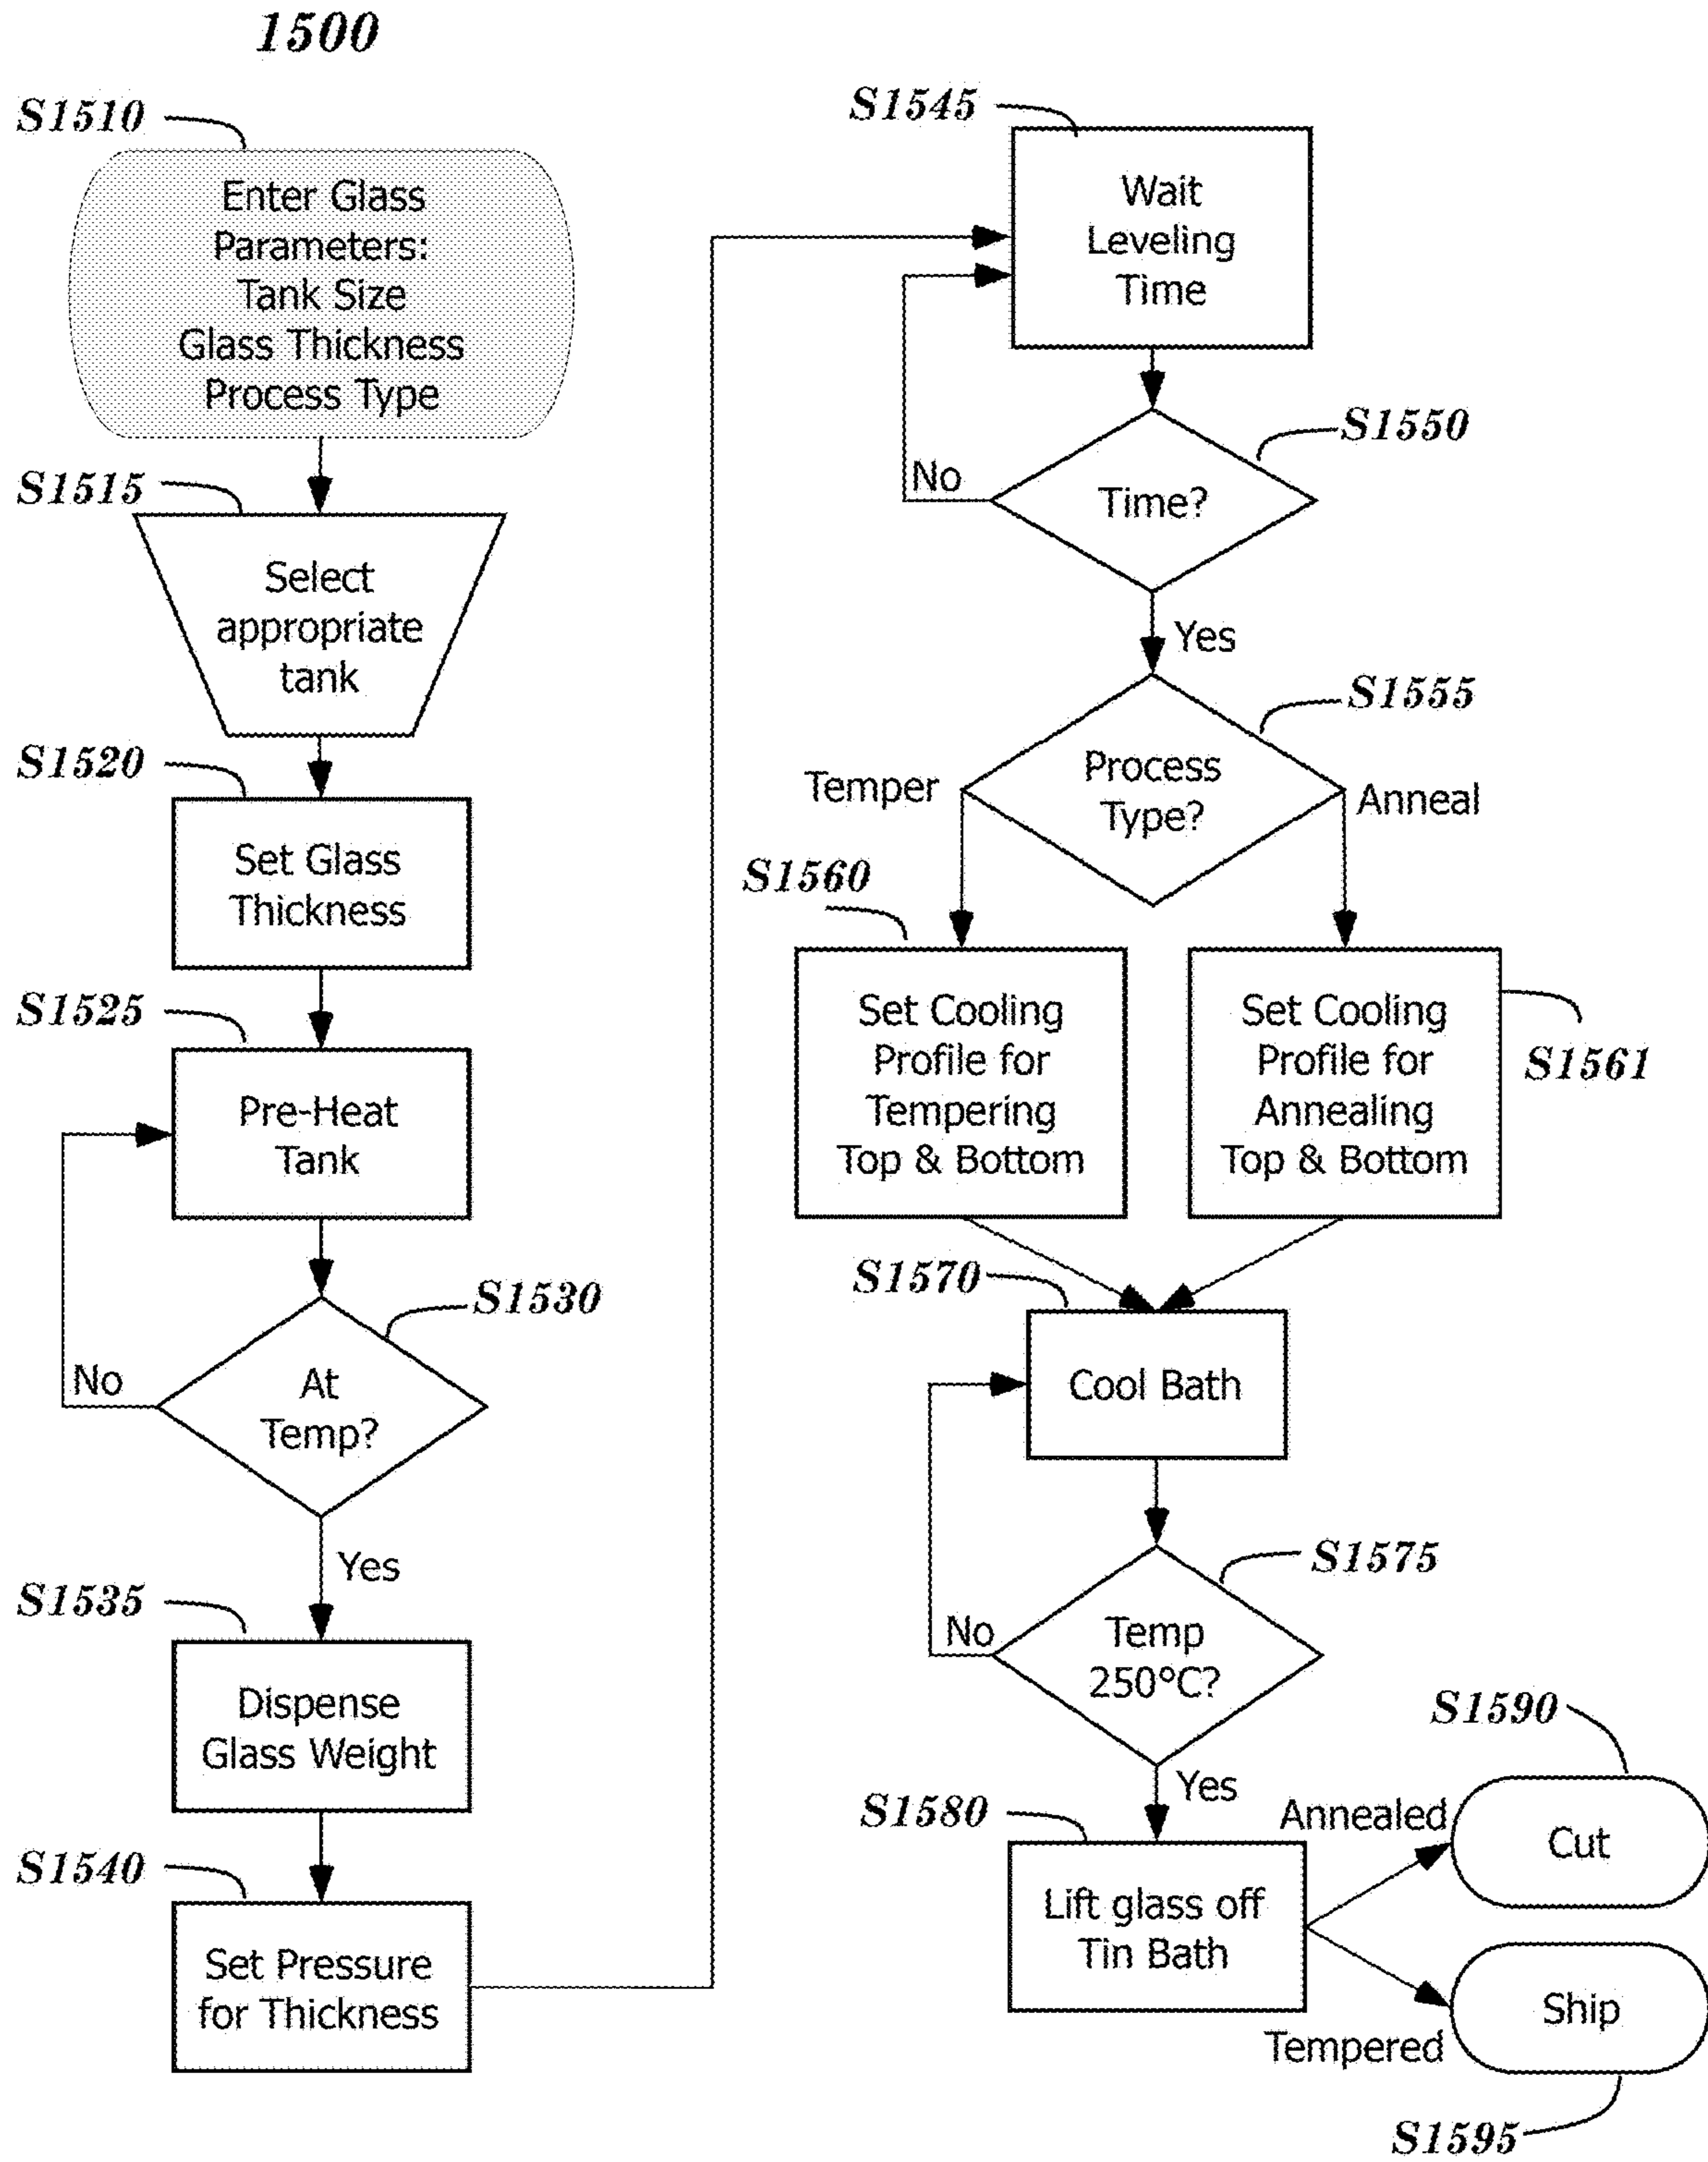 1500
S1510
Enter Glass
Parameters:
Tank Size
Glass Thickness
Process Type
S1515
Select
appropriate
tank
S1520
Set Glass
Thickness
S1525
Pre-Heat
Tank
S1530
At
Temp?
No
Yes
S1535
Dispense
Glass Weight
S1540
Set Pressure
for Thickness
S1545
Wait
Leveling
Time
S1550
Time?
No
Yes
S1555
Process
Type?
Temper
Anneal
S1560
Set Cooling
Profile for
Tempering
Top & Bottom
S1561
Set Cooling
Profile for
Annealing
Top & Bottom
S1570
Cool Bath
S1575
Temp
250°C?
No
Yes
S1580
Lift glass off
Tin Bath
Annealed
S1590
Cut
Tempered
Ship
S1595